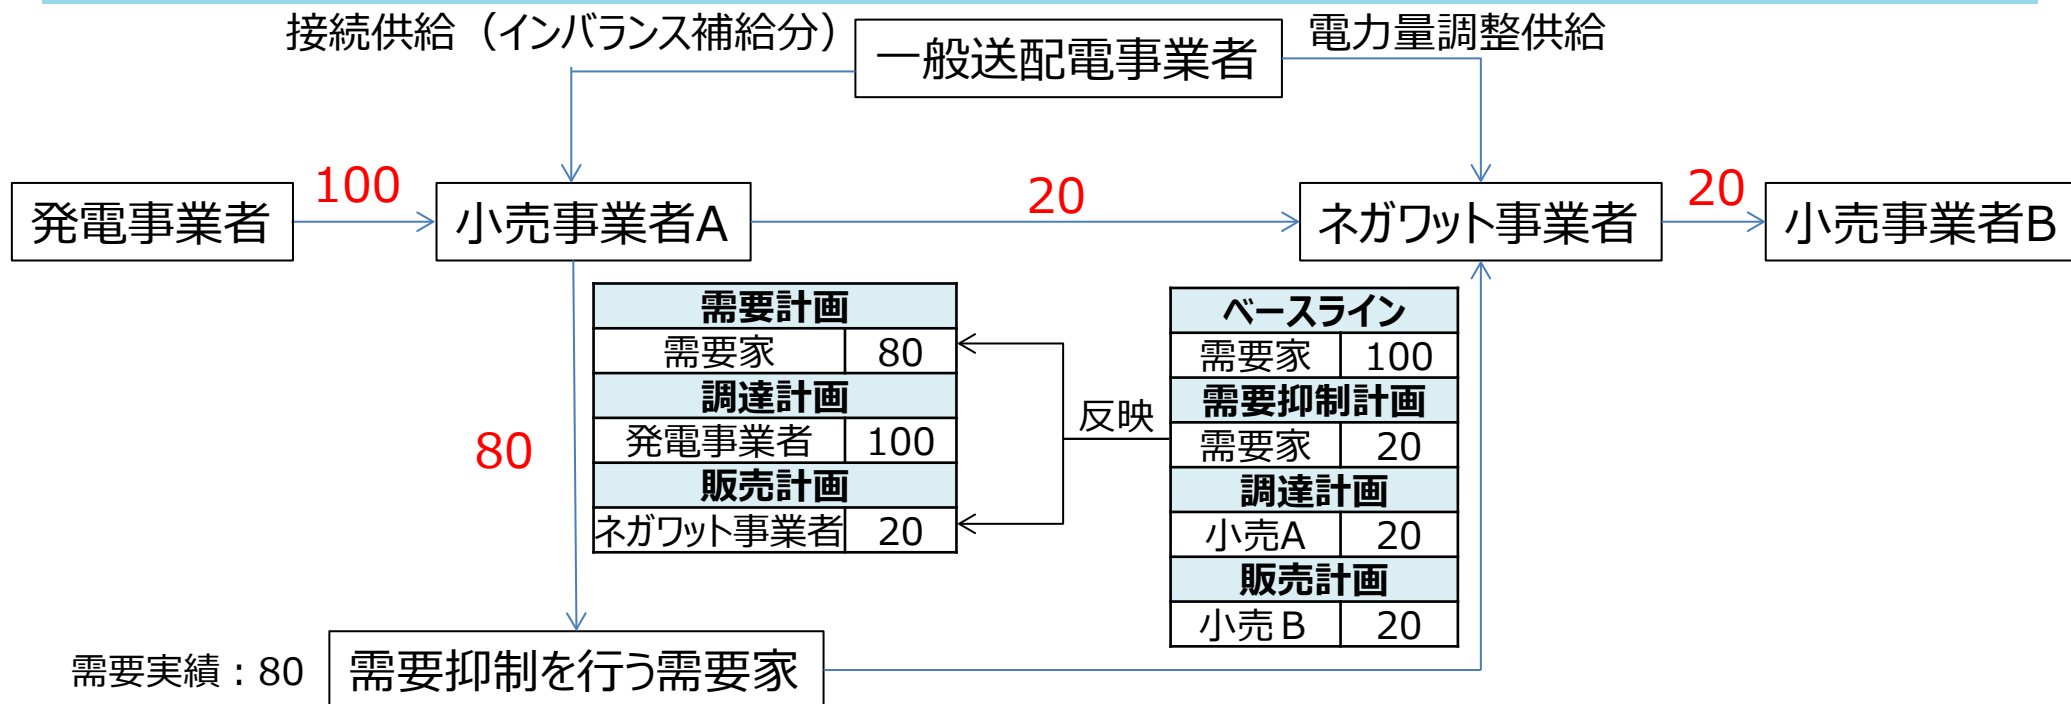 接続供給（インバランス補給分）
一般送配電事業者
電力量調整供給
発電事業者
100
小売事業者A
20
ネガワット事業者
20
小売事業者B
80
需要計画
需要家 80
調達計画
発電事業者 100
販売計画
ネガワット事業者 20
反映
ベースライン
需要家 100
需要抑制計画
需要家 20
調達計画
小売A 20
販売計画
小売Ｂ 20
需要実績：80
需要抑制を行う需要家